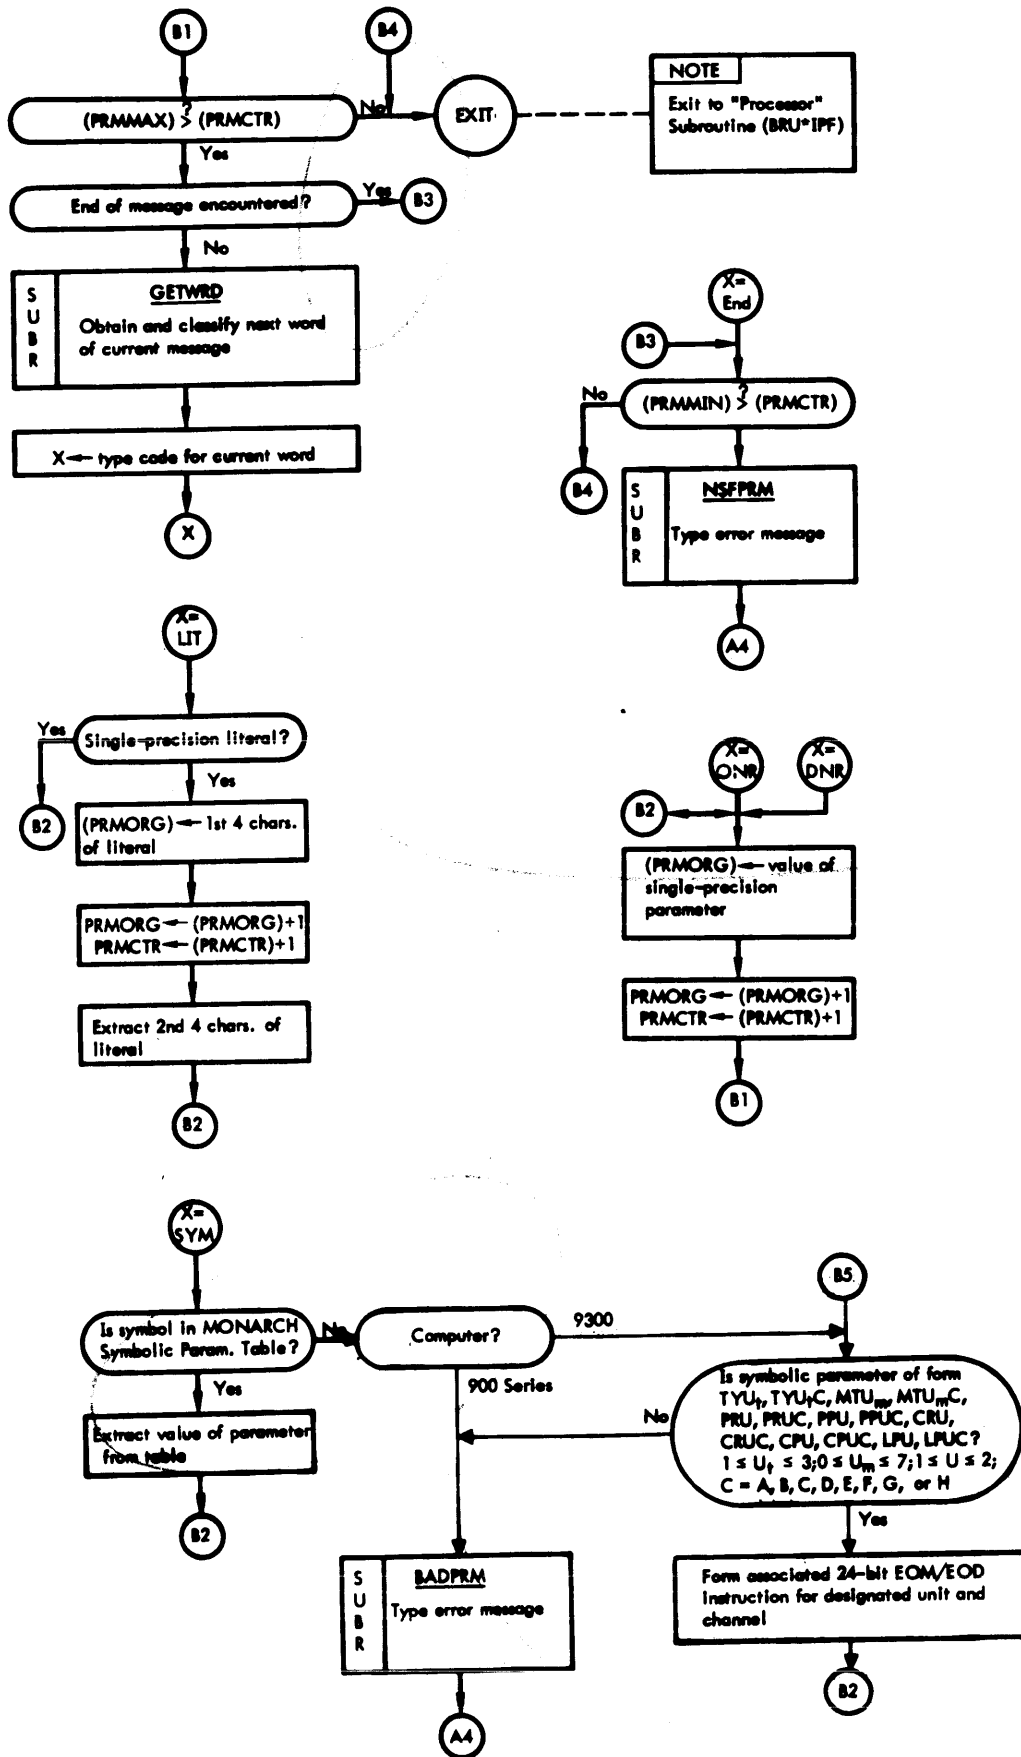 B1
B4
(PRMMAX) ? > (PRMCTR)
No
EXIT
NOTE
Exit to "Processor"
Subroutine (BRU*IPF)
Yes
End of message encountered?
Yes
B3
No
SUBR
GETWRD
Obtain and classify next word
of current message
X ← type code for current word
X
X=
End
B3
No
(PRMMIN) ? > (PRMCTR)
B4
SUBR
NSFPRM
Type error message
A4
X=
LIT
Yes
Single-precision literal?
Yes
B2
(PRMORG) ← 1st 4 chars.
of literal
PRMORG ← (PRMORG)+1
PRMCTR ← (PRMCTR)+1
Extract 2nd 4 chars. of
literal
B2
X=
ONR
X=
DNR
B2
(PRMORG) ← value of
single-precision
parameter
PRMORG ← (PRMORG)+1
PRMCTR ← (PRMCTR)+1
B1
X=
SYM
Is symbol in MONARCH
Symbolic Param. Table?
No
Computer?
9300
B5
Yes
900 Series
Extract value of parameter
from table
B2
No
Is symbolic parameter of form
TYUt, TYUtC, MTUm, MTUmC,
PRU, PRUC, PPU, PPUC, CRU,
CRUC, CPU, CPUC, LPU, LPUC?
1 ≤ Ut ≤ 3; 0 ≤ Um ≤ 7; 1 ≤ U ≤ 2;
C = A, B, C, D, E, F, G, or H
Yes
SUBR
BADPRM
Type error message
A4
Form associated 24-bit EOM/EOD
Instruction for designated unit and
channel
B2